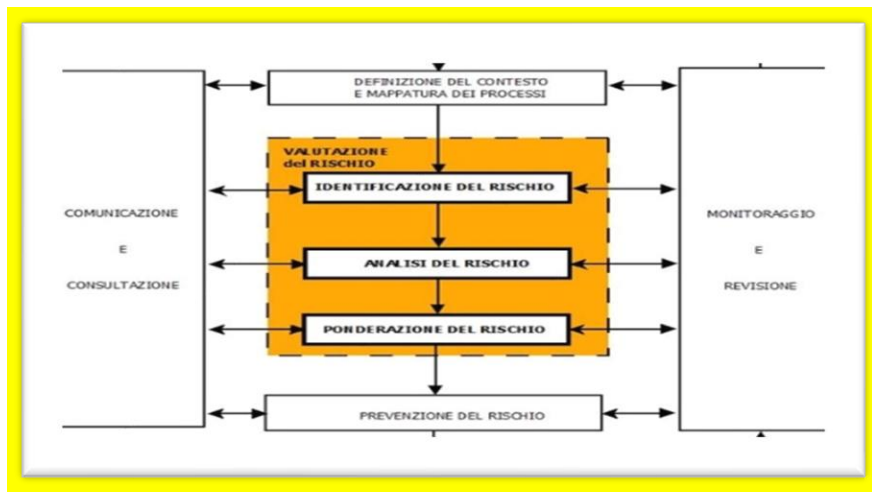 DEFINIZIONE DEL CONTESTO
E MAPPATURA DEI PROCESSI
VALUTAZIONE
del RISCHIO
IDENTIFICAZIONE DEL RISCHIO
COMUNICAZIONE
E
CONSULTAZIONE
ANALISI DEL RISCHIO
MONITORAGGIO
E
REVISIONE
PONDERAZIONE DEL RISCHIO
PREVENZIONE DEL RISCHIO